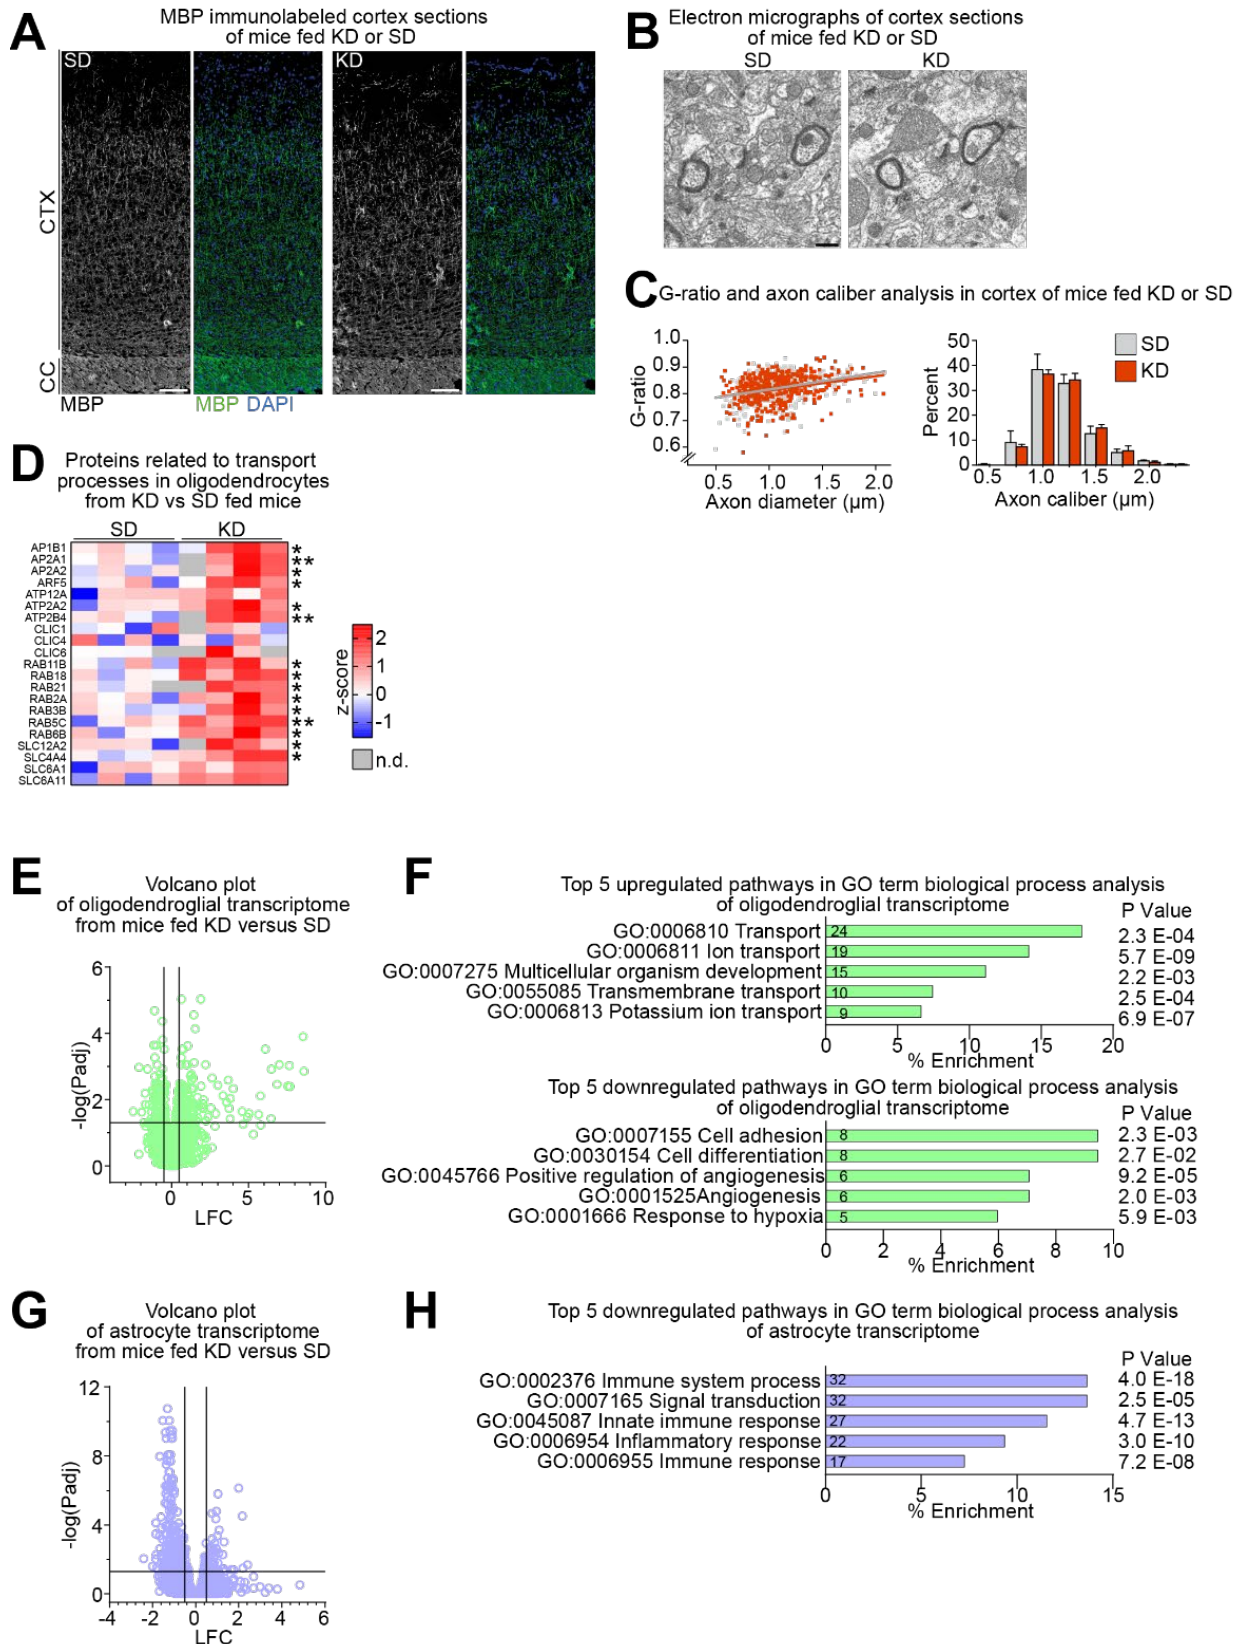 A
MBP immunolabeled cortex sections
of mice fed KD or SD
SD
KD
CTX
CC
MBP
MBP DAPI
B
Electron micrographs of cortex sections
of mice fed KD or SD
SD
KD
C
G-ratio and axon caliber analysis in cortex of mice fed KD or SD
G-ratio
1.0
0.9
0.8
0.7
0.6
0.5
1.0
1.5
2.0
Axon diameter (µm)
Percent
50
40
30
20
10
0
0.5
1.0
1.5
2.0
Axon caliber (µm)
SD
KD
D
Proteins related to transport
processes in oligodendrocytes
from KD vs SD fed mice
SD
KD
AP1B1 *
AP2A1 **
AP2A2 *
ARF5 *
ATP12A
ATP2A2 *
ATP2B4 **
CLIC1
CLIC4
CLIC6
RAB11B *
RAB18 *
RAB21 *
RAB2A *
RAB3B *
RAB5C **
RAB6B *
SLC12A2 *
SLC4A4 *
SLC6A1
SLC6A11
z-score
2
1
0
-1
n.d.
E
Volcano plot
of oligodendroglial transcriptome
from mice fed KD versus SD
-log(Padj)
6
4
2
0
0
5
10
LFC
F
Top 5 upregulated pathways in GO term biological process analysis
of oligodendroglial transcriptome
P Value
GO:0006810 Transport 24 2.3 E-04
GO:0006811 Ion transport 19 5.7 E-09
GO:0007275 Multicellular organism development 15 2.2 E-03
GO:0055085 Transmembrane transport 10 2.5 E-04
GO:0006813 Potassium ion transport 9 6.9 E-07
0 5 10 15 20
% Enrichment
Top 5 downregulated pathways in GO term biological process analysis
of oligodendroglial transcriptome
P Value
GO:0007155 Cell adhesion 8 2.3 E-03
GO:0030154 Cell differentiation 8 2.7 E-02
GO:0045766 Positive regulation of angiogenesis 6 9.2 E-05
GO:0001525Angiogenesis 6 2.0 E-03
GO:0001666 Response to hypoxia 5 5.9 E-03
0 2 4 6 8 10
% Enrichment
G
Volcano plot
of astrocyte transcriptome
from mice fed KD versus SD
-log(Padj)
12
8
4
0
-4 -2 0 2 4 6
LFC
H
Top 5 downregulated pathways in GO term biological process analysis
of astrocyte transcriptome
P Value
GO:0002376 Immune system process 32 4.0 E-18
GO:0007165 Signal transduction 32 2.5 E-05
GO:0045087 Innate immune response 27 4.7 E-13
GO:0006954 Inflammatory response 22 3.0 E-10
GO:0006955 Immune response 17 7.2 E-08
0 5 10 15
% Enrichment